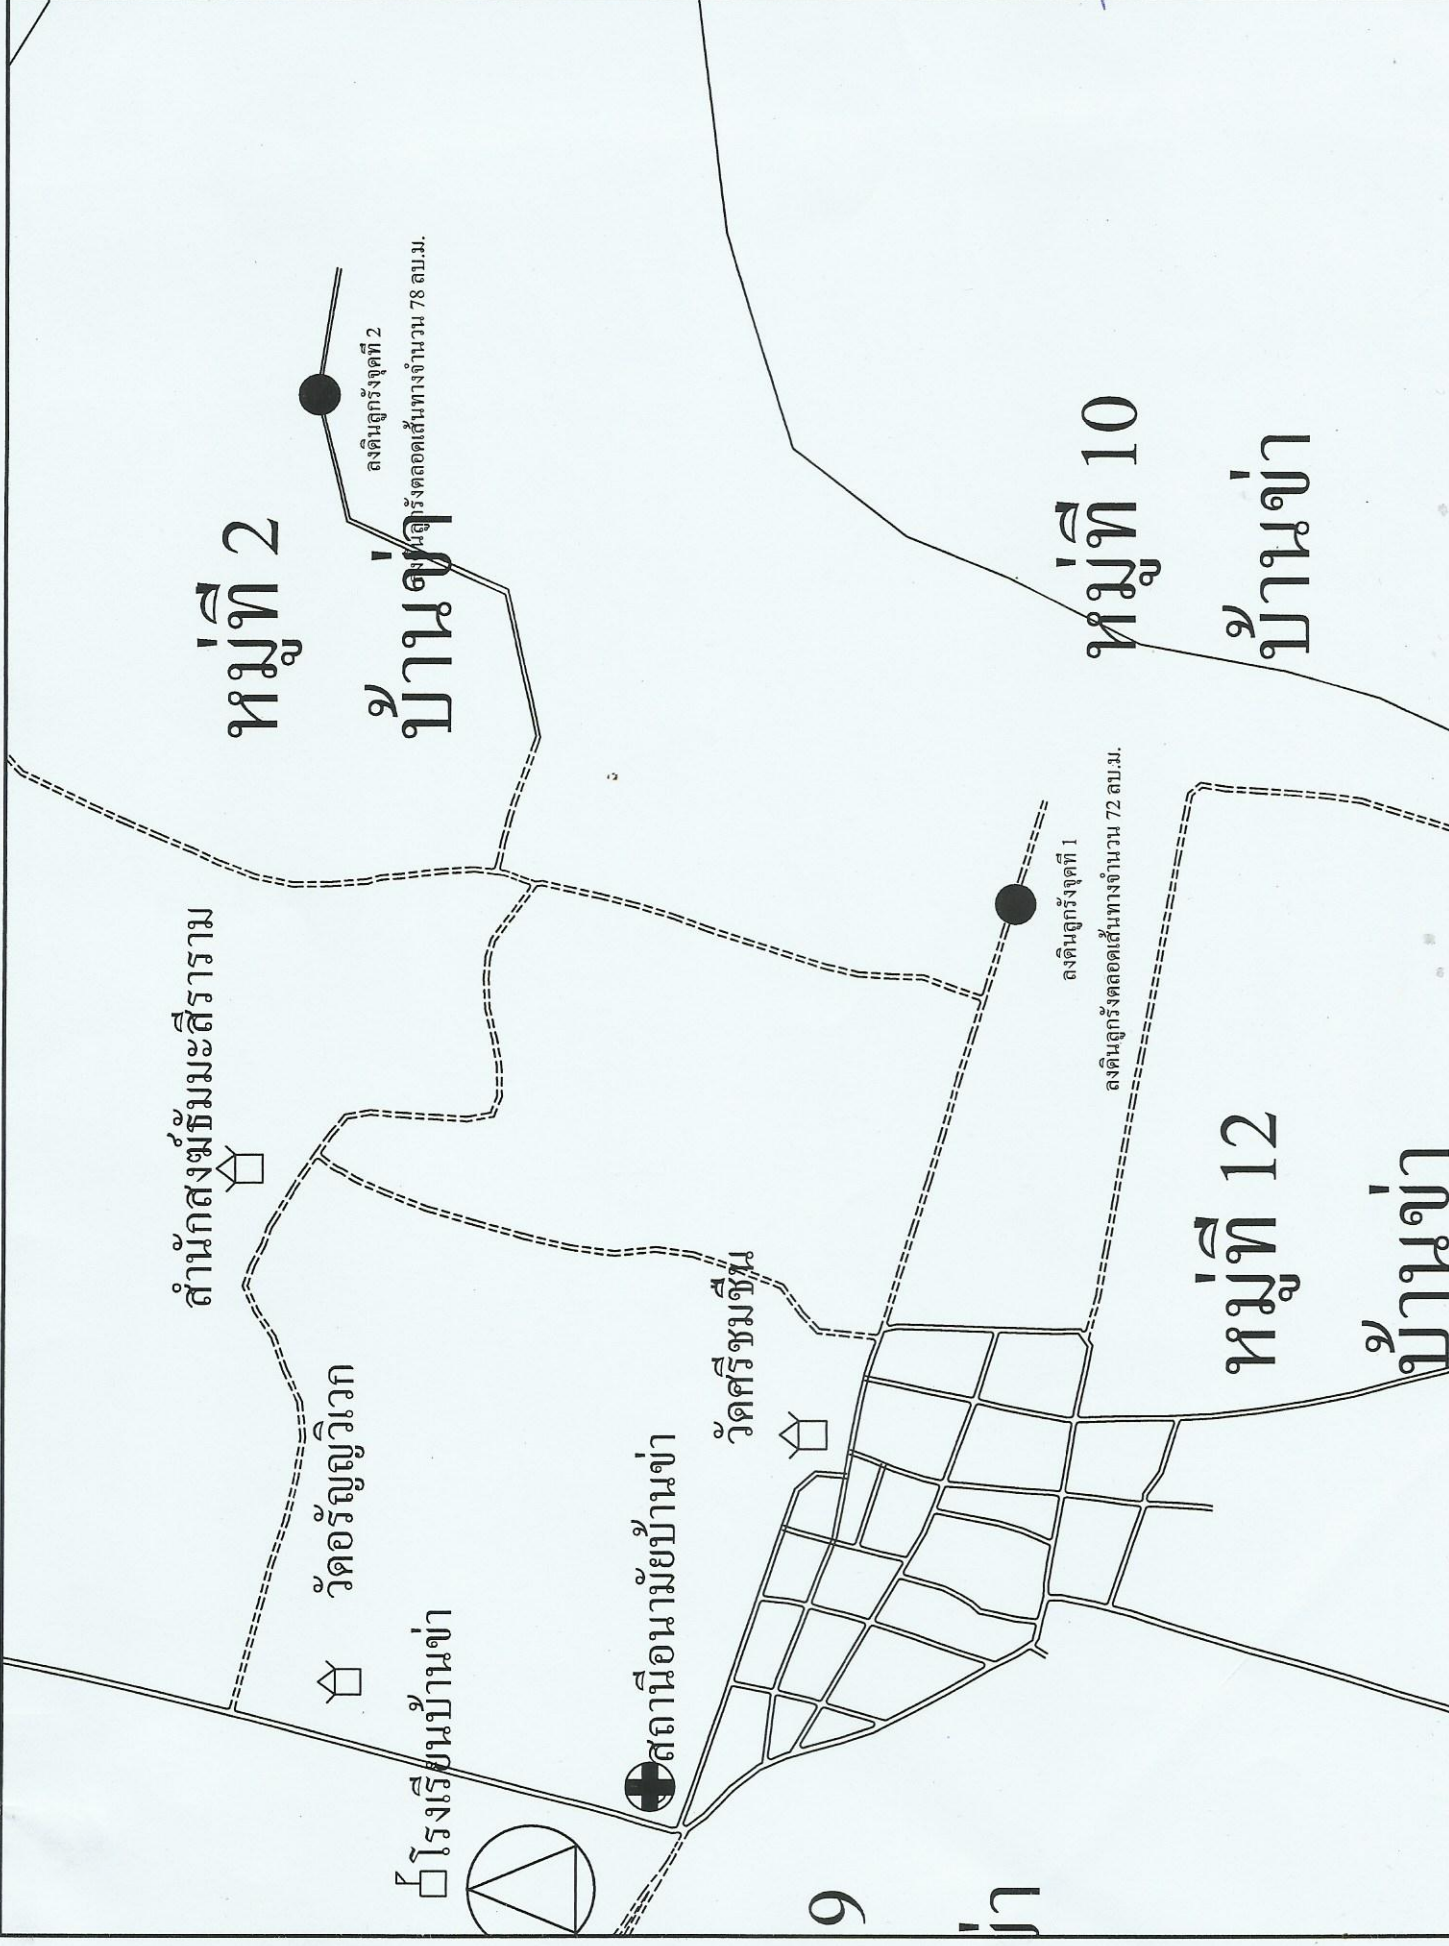 หมู่ที่ 2
บ้านข่า
ลงดินลูกรังจุดที่ 2
ลงดินลูกรังตลอดเส้นทางจำนวน 78 ลบ.ม.
สำนักสงฆ์ธัมมะสีราราม
วัดอรัญญวิเวก
โรงเรียนบ้านข่า
สถานีอนามัยบ้านข่า
วัดศรีชมชื่น
หมู่ที่ 10
บ้านข่า
ลงดินลูกรังจุดที่ 1
ลงดินลูกรังตลอดเส้นทางจำนวน 72 ลบ.ม.
หมู่ที่ 12
บ้านข่า
9
ข่า